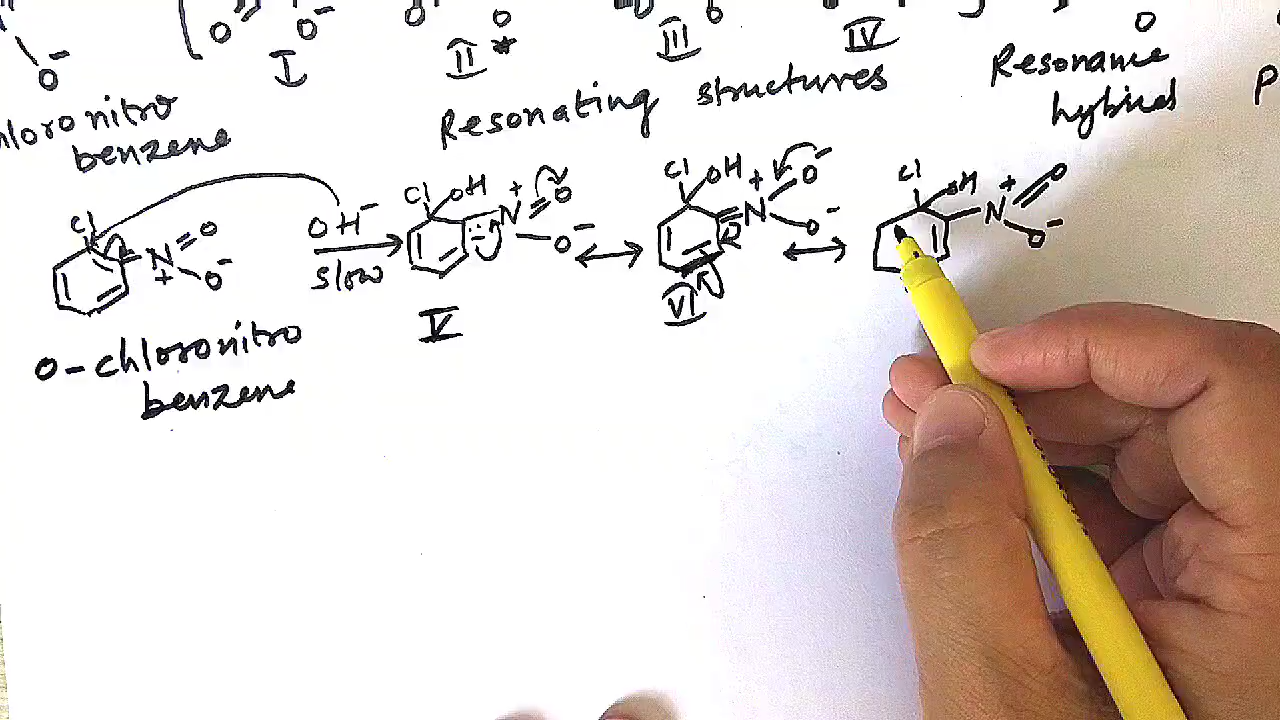 O O⁻ O O O O
I II* III IV
O⁻
chloronitro
benzene
Resonating structures
Resonance
hybrid
P
Cl OH⁻ N + O O⁻
slow
Cl OH N + O O⁻
Cl OH + N O⁻ O⁻
Cl OH N + O O⁻
V VI
O-chloronitro
benzene